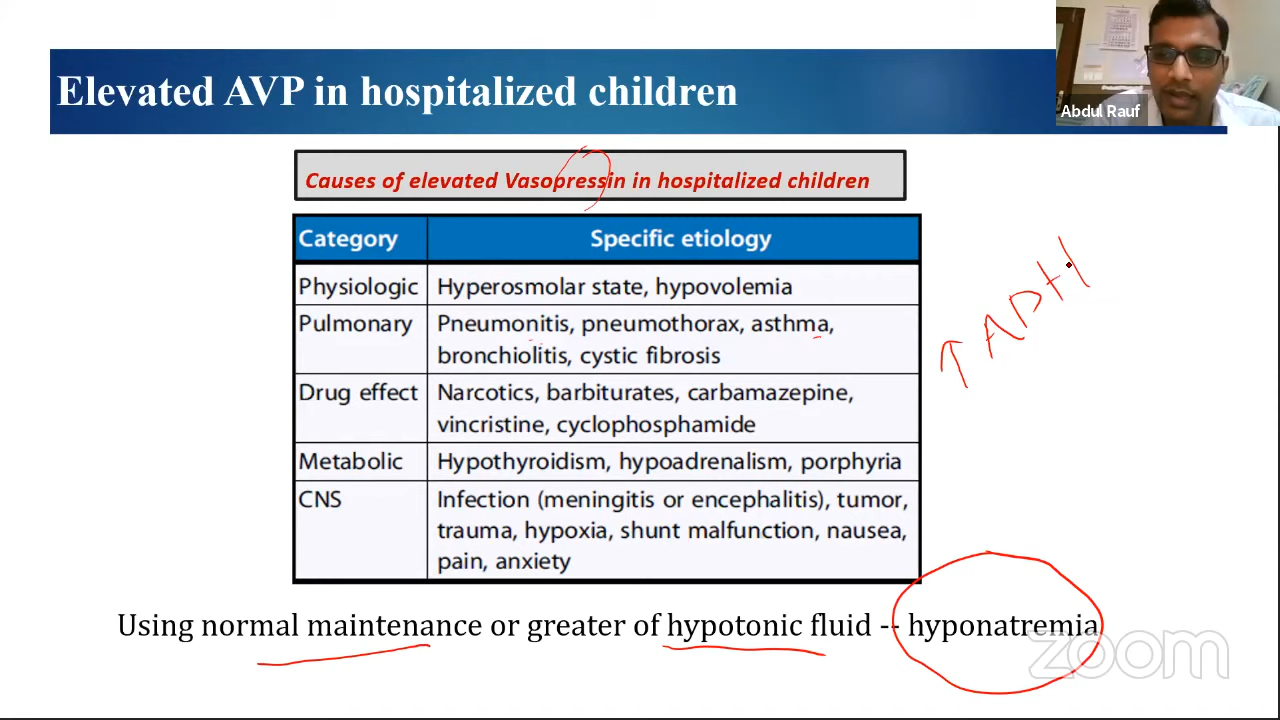 Elevated AVP in hospitalized children
Abdul Rauf
Causes of elevated Vasopressin in hospitalized children
Category Specific etiology
Physiologic Hyperosmolar state, hypovolemia
Pulmonary Pneumonitis, pneumothorax, asthma,
bronchiolitis, cystic fibrosis
Drug effect Narcotics, barbiturates, carbamazepine,
vincristine, cyclophosphamide
Metabolic Hypothyroidism, hypoadrenalism, porphyria
CNS Infection (meningitis or encephalitis), tumor,
trauma, hypoxia, shunt malfunction, nausea,
pain, anxiety
↑ ADH
Using normal maintenance or greater of hypotonic fluid -- hyponatremia
zoom